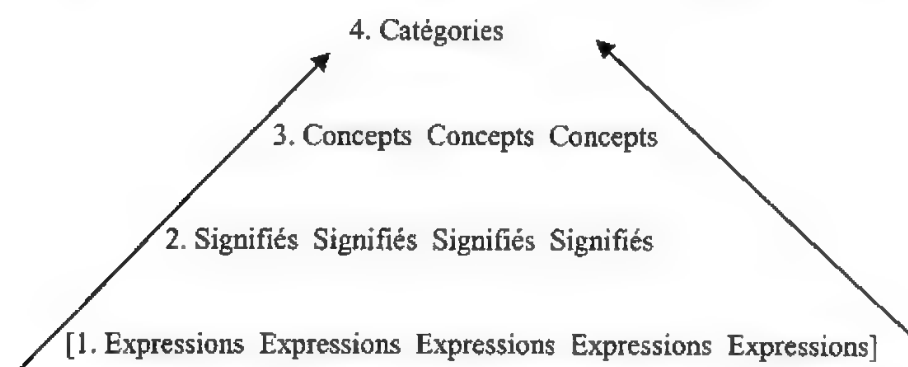 4. Catégories
3. Concepts Concepts Concepts
2. Signifiés Signifiés Signifiés Signifiés
[1. Expressions Expressions Expressions Expressions Expressions]